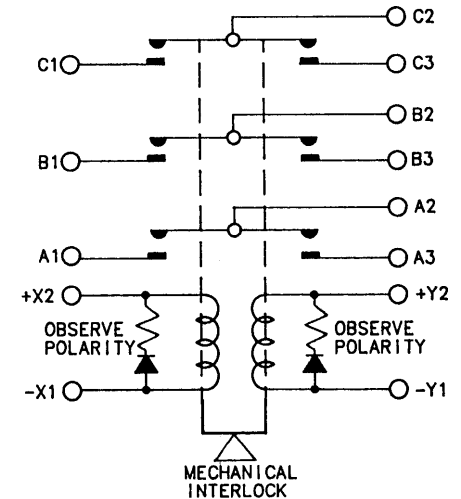 C2
C1
C3
B2
B1
B3
A2
A1
A3
+X2
+Y2
OBSERVE
POLARITY
OBSERVE
POLARITY
-X1
-Y1
MECHANICAL
INTERLOCK